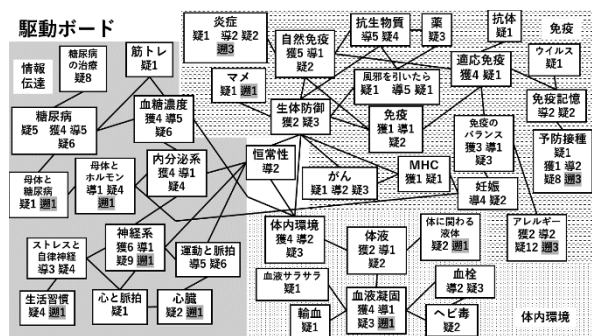 駆動ボード
情報
伝達
糖尿病
の治療
疑8
筋トレ
疑1
糖尿病
疑5 獲4 導5
疑6
血糖濃度
獲4 導5
疑6
母体と
糖尿病
疑1 遡1
母体と
ホルモン
導1 疑4
遡1
内分泌系
獲4 導1
疑4
神経系
獲6 導1
疑9 遡1
ストレスと
自律神経
導3 疑4
運動と脈拍
導5 疑6
生活習慣
疑4 遡1
心と脈拍
疑1
心臓
疑2 遡1
恒常性
導2
炎症
疑1 導2 疑2
遡3
自然免疫
獲5 導1
疑2
抗生物質
導5 疑4
薬
疑3
抗体
疑1
免疫
マメ
疑1 遡1
風邪を引いたら
疑1 導5 疑1
適応免疫
獲4 疑1
ウイルス
疑1
生体防御
獲2 疑3
免疫
獲1 導1
疑2
免疫の
バランス
獲3 導1
疑3
免疫記憶
導2 疑2
予防接種
疑1
獲1 導2
疑8 遡3
がん
疑1 導2 疑3
MHC
獲1 疑1
妊娠
導4 疑2
アレルギー
獲2 導2
疑12 遡3
体内環境
獲4 導2
疑3
体液
獲2 導1
疑2
体に関わる
液体
疑2 遡1
血液サラサラ
疑1
血液凝固
獲4 導1
疑3 遡1
血栓
導2 疑3
輸血
疑1
ヘビ毒
疑2
体内環境